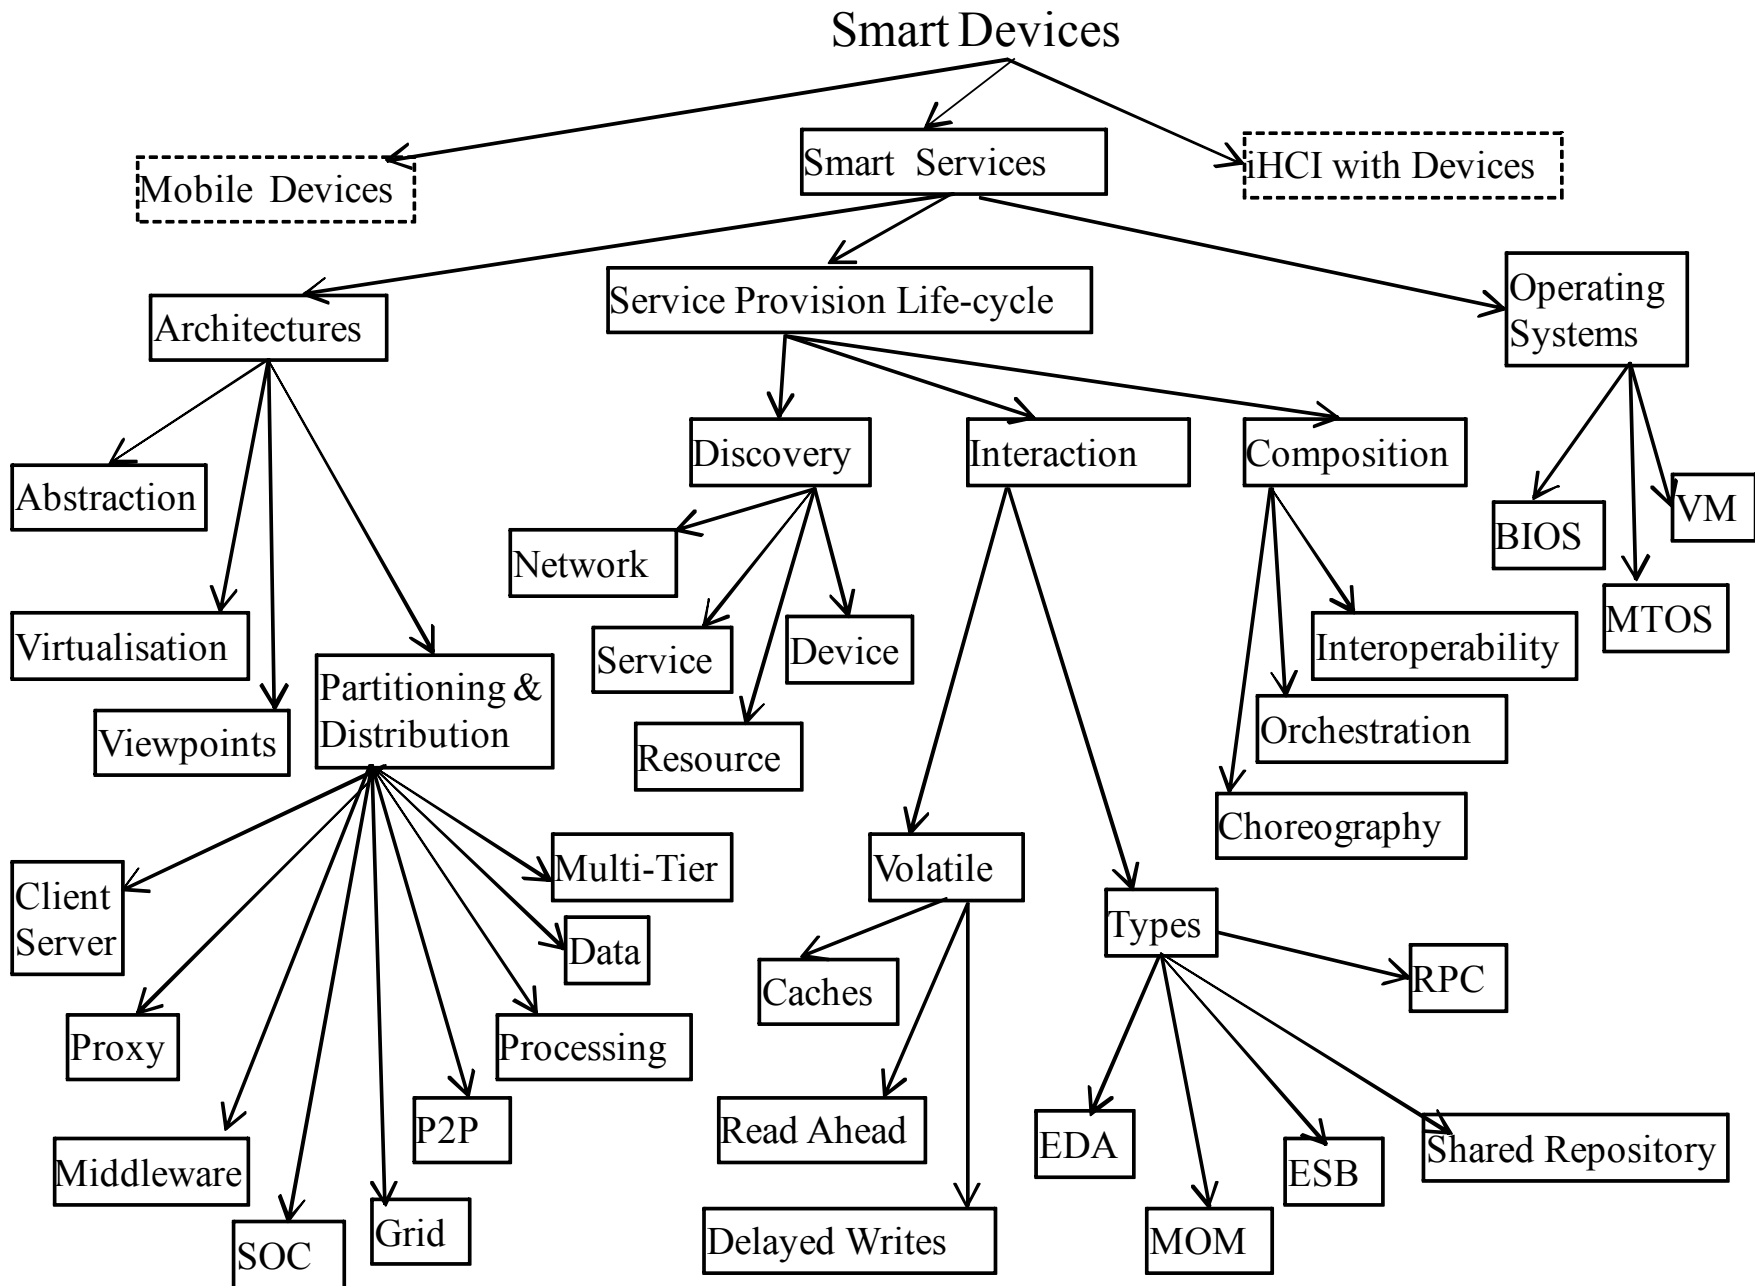 Smart Devices
Mobile Devices
Smart Services
iHCI with Devices
Architectures
Service Provision Life-cycle
Operating
Systems
Abstraction
Discovery
Interaction
Composition
Network
BIOS
VM
Virtualisation
Service
Device
Interoperability
MTOS
Viewpoints
Partitioning &
Distribution
Resource
Orchestration
Choreography
Client
Server
Multi-Tier
Volatile
Types
Data
Caches
RPC
Proxy
Processing
Middleware
P2P
Read Ahead
EDA
ESB
Shared Repository
SOC
Grid
Delayed Writes
MOM